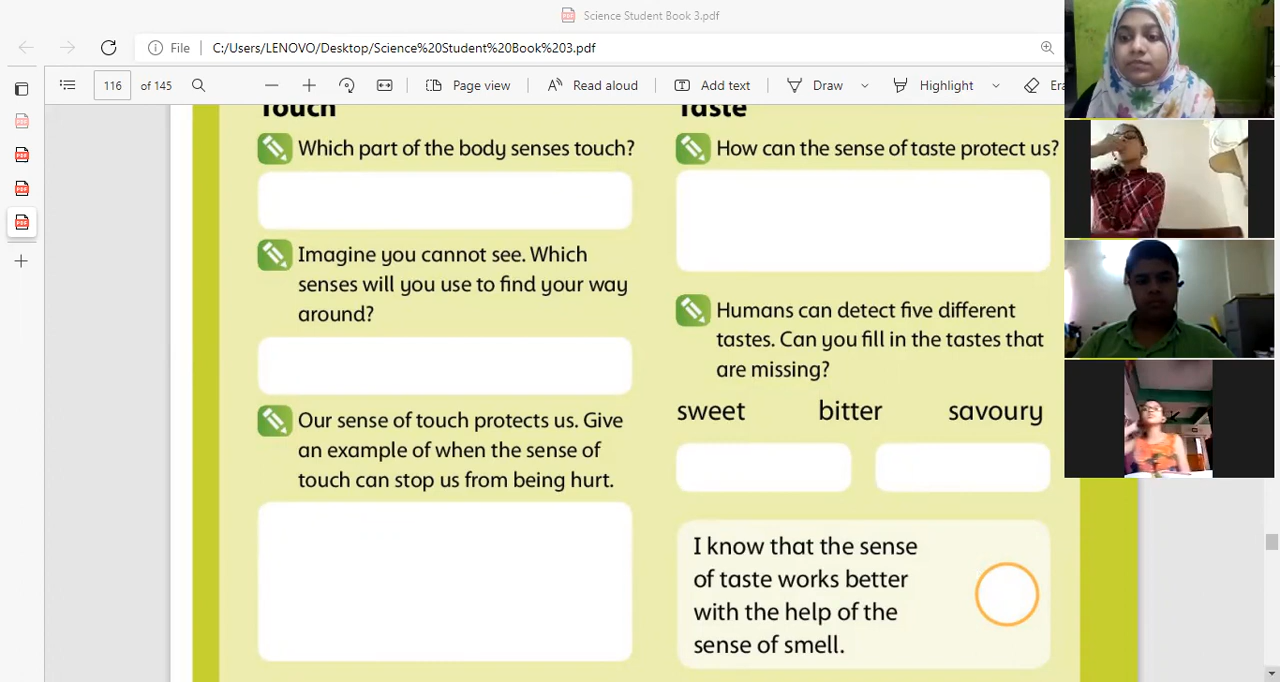 Science Student Book 3.pdf
File
C:/Users/LENOVO/Desktop/Science%20Student%20Book%203.pdf
116 of 145
Page view
Read aloud
Add text
Draw
Highlight
Era
Touch
Which part of the body senses touch?
Imagine you cannot see. Which
senses will you use to find your way
around?
Our sense of touch protects us. Give
an example of when the sense of
touch can stop us from being hurt.
Taste
How can the sense of taste protect us?
Humans can detect five different
tastes. Can you fill in the tastes that
are missing?
sweet bitter savoury
I know that the sense
of taste works better
with the help of the
sense of smell.